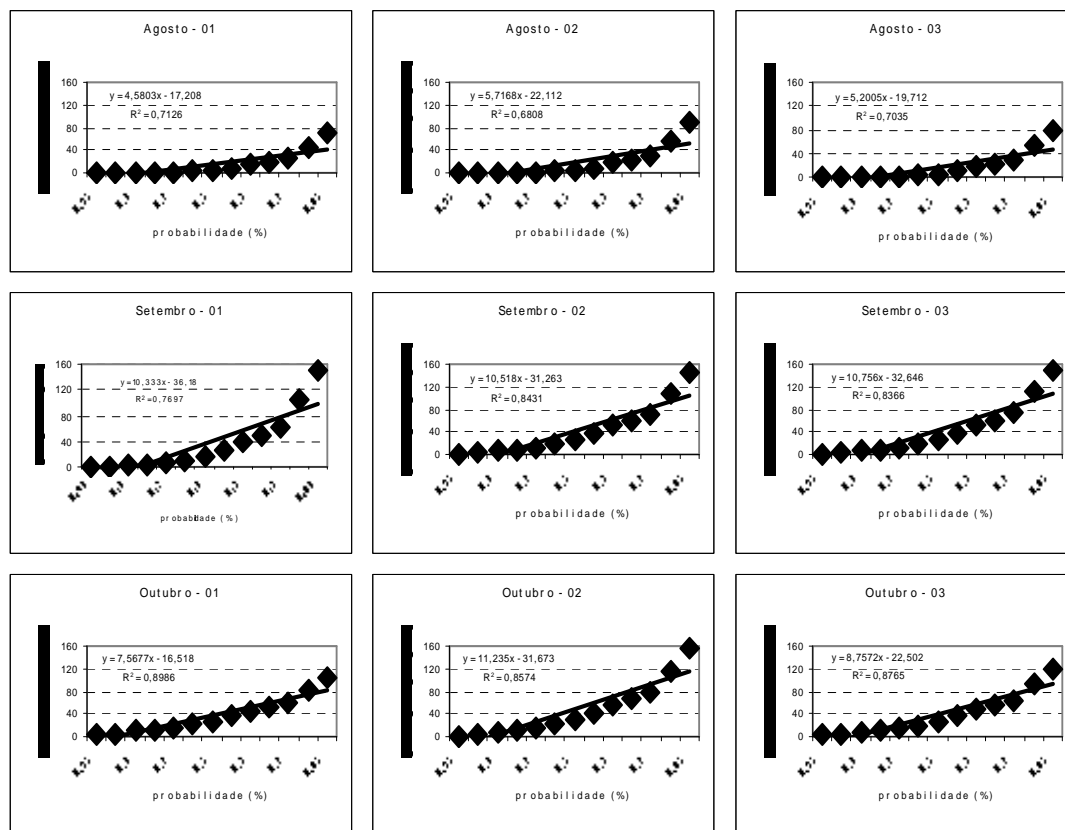 Agosto - 01
160
120
80
40
0
y = 4,5803x - 17,208
R² = 0,7126
probabilidade (%)
Agosto - 02
160
120
80
40
0
y = 5,7168x - 22,112
R² = 0,6808
probabilidade (%)
Agosto - 03
160
120
80
40
0
y = 5,2005x - 19,712
R² = 0,7035
probabilidade (%)
Setembro - 01
160
120
80
40
0
y = 10,333x - 36,18
R² = 0,7697
probabilidade (%)
Setembro - 02
160
120
80
40
0
y = 10,518x - 31,263
R² = 0,8431
probabilidade (%)
Setembro - 03
160
120
80
40
0
y = 10,756x - 32,646
R² = 0,8366
probabilidade (%)
Outubro - 01
160
120
80
40
0
y = 7,5677x - 16,518
R² = 0,8986
probabilidade (%)
Outubro - 02
160
120
80
40
0
y = 11,235x - 31,673
R² = 0,8574
probabilidade (%)
Outubro - 03
160
120
80
40
0
y = 8,7572x - 22,502
R² = 0,8765
probabilidade (%)